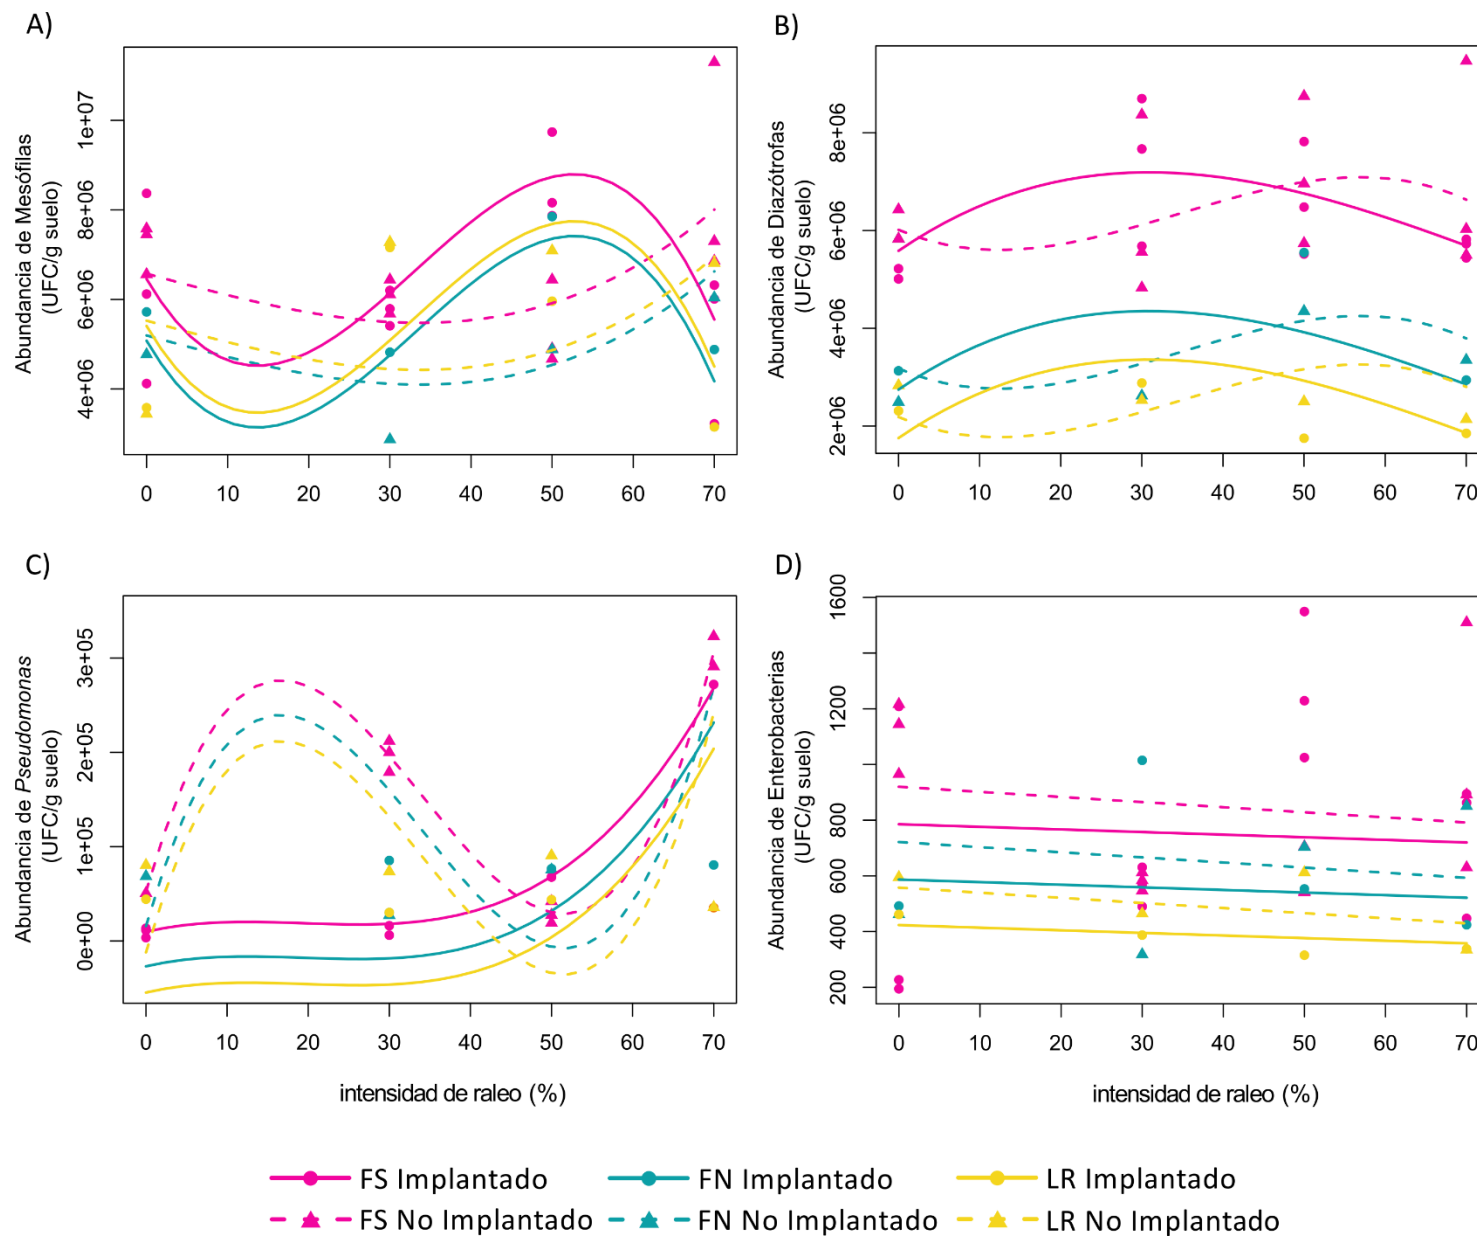 A)
Abundancia de Mesófilas
(UFC/g suelo)
1e+07
8e+06
6e+06
4e+06
0 10 20 30 40 50 60 70
B)
Abundancia de Diazótrofas
(UFC/g suelo)
8e+06
6e+06
4e+06
2e+06
0 10 20 30 40 50 60 70
C)
Abundancia de Pseudomonas
(UFC/g suelo)
3e+05
2e+05
1e+05
0e+00
0 10 20 30 40 50 60 70
intensidad de raleo (%)
D)
Abundancia de Enterobacterias
(UFC/g suelo)
1600
1200
800
600
400
200
0 10 20 30 40 50 60 70
intensidad de raleo (%)
FS Implantado FN Implantado LR Implantado
FS No Implantado FN No Implantado LR No Implantado